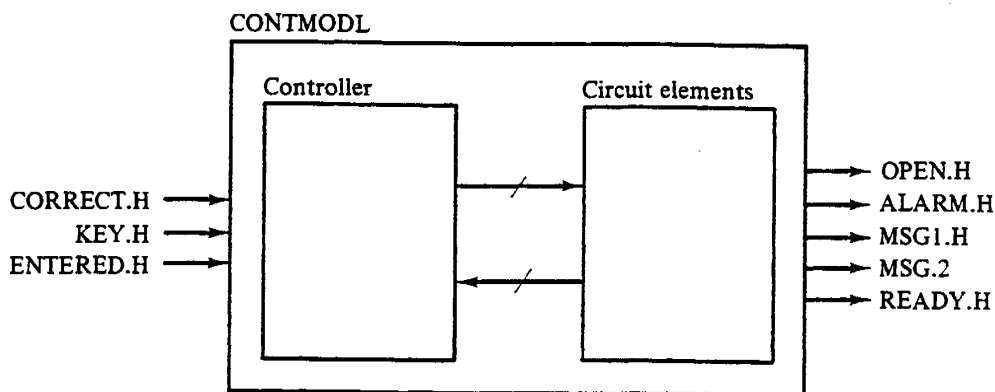 CONTMODL
Controller
Circuit elements
CORRECT.H
KEY.H
ENTERED.H
OPEN.H
ALARM.H
MSG1.H
MSG.2
READY.H